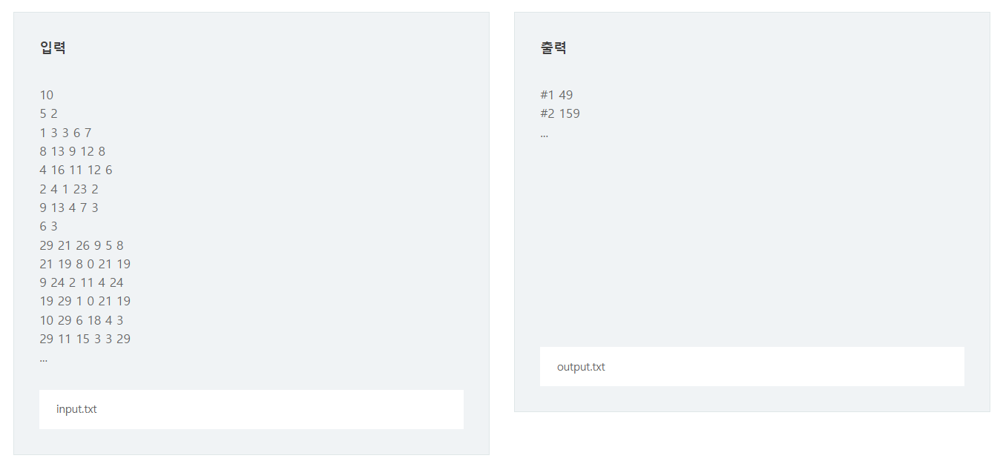 입력
10
5 2
1 3 3 6 7
8 13 9 12 8
4 16 11 12 6
2 4 1 23 2
9 13 4 7 3
6 3
29 21 26 9 5 8
21 19 8 0 21 19
9 24 2 11 4 24
19 29 1 0 21 19
10 29 6 18 4 3
29 11 15 3 3 29
...
input.txt
출력
#1 49
#2 159
...
output.txt